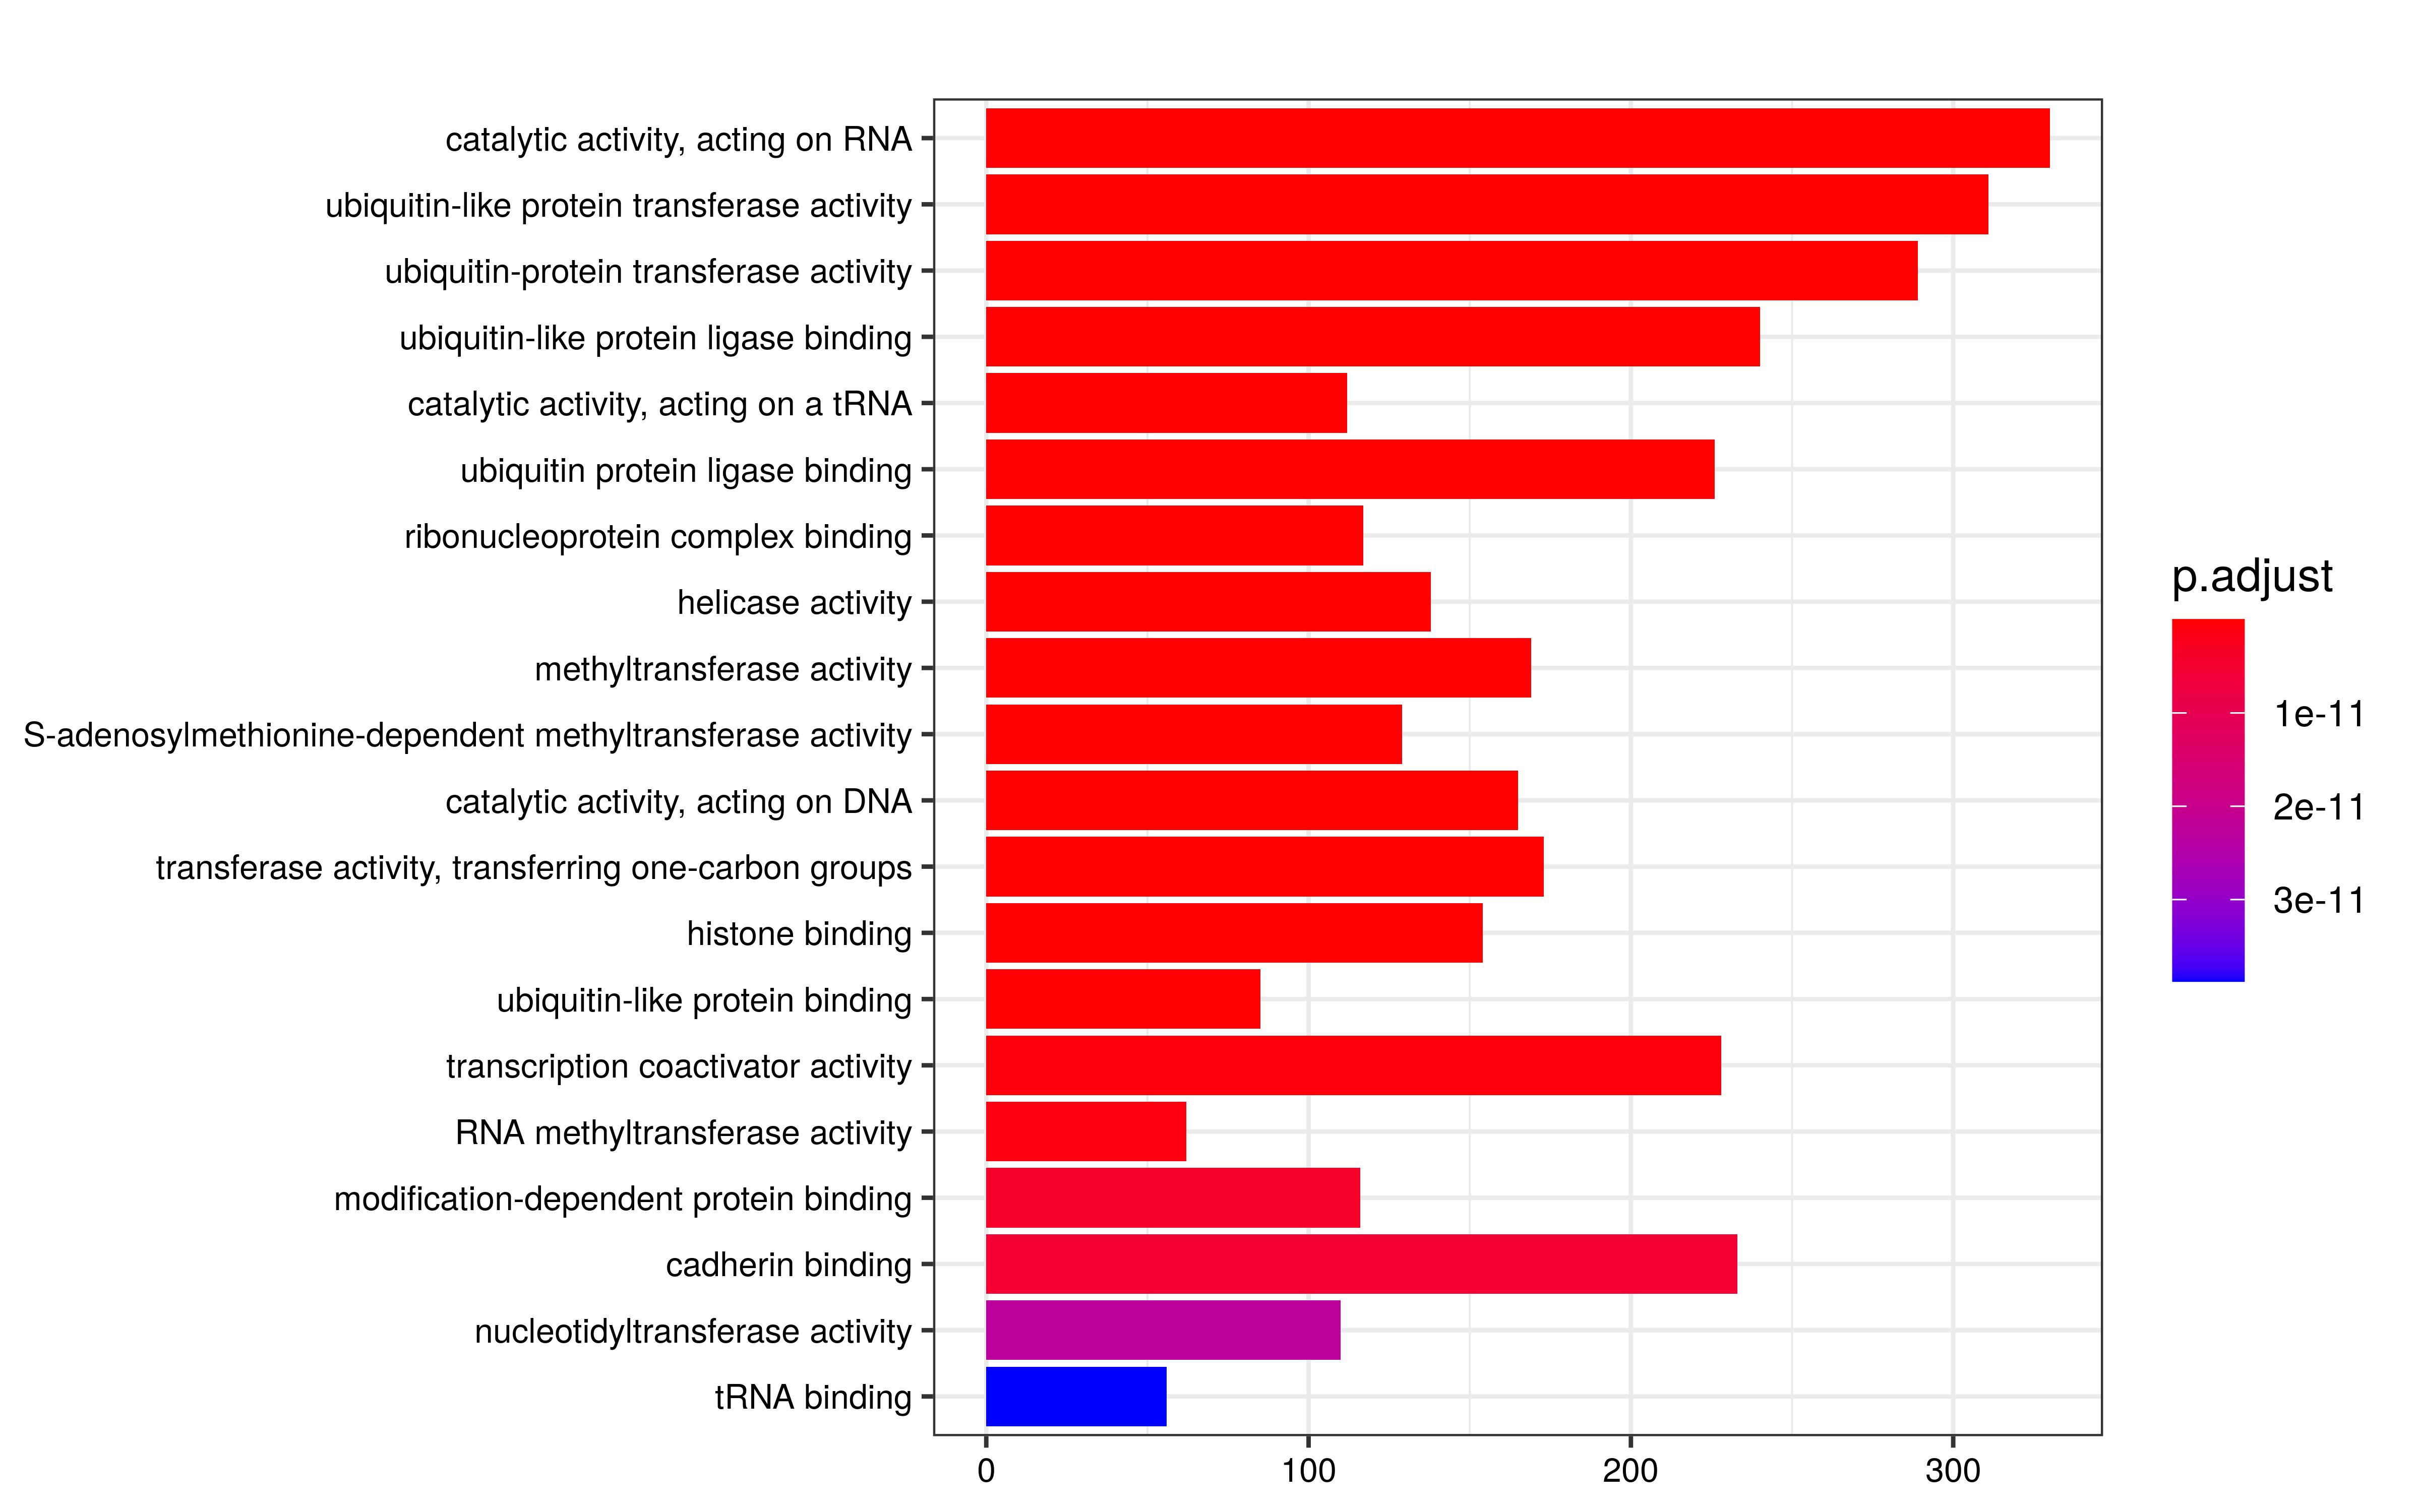 catalytic activity, acting on RNA
ubiquitin-like protein transferase activity
ubiquitin-protein transferase activity
ubiquitin-like protein ligase binding
catalytic activity, acting on a tRNA
ubiquitin protein ligase binding
ribonucleoprotein complex binding
helicase activity
methyltransferase activity
S-adenosylmethionine-dependent methyltransferase activity
catalytic activity, acting on DNA
transferase activity, transferring one-carbon groups
histone binding
ubiquitin-like protein binding
transcription coactivator activity
RNA methyltransferase activity
modification-dependent protein binding
cadherin binding
nucleotidyltransferase activity
tRNA binding
0 100 200 300
p.adjust
1e-11
2e-11
3e-11